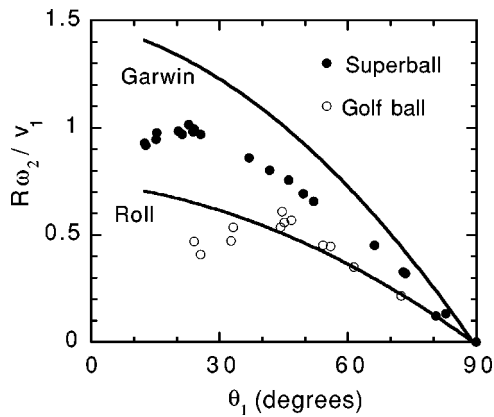 1.5
Garwin
Superball
Golf ball
1
Rω₂ / v₁
Roll
0.5
0
0 30 60 90
θ₁ (degrees)